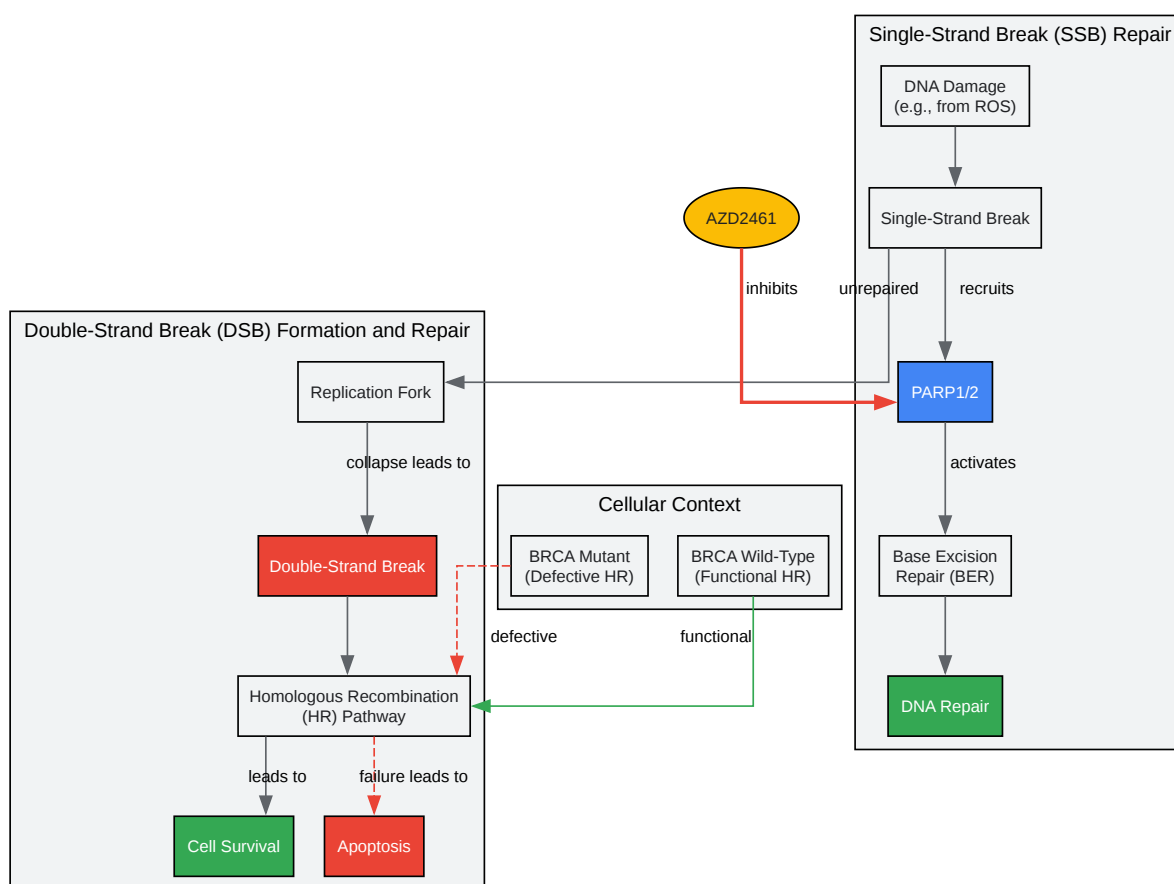 Single-Strand Break (SSB) Repair
DNA Damage
(e.g., from ROS)
Single-Strand Break
AZD2461
inhibits
unrepaired
recruits
PARP1/2
activates
Base Excision
Repair (BER)
DNA Repair
Double-Strand Break (DSB) Formation and Repair
Replication Fork
collapse leads to
Double-Strand Break
Cellular Context
BRCA Mutant
(Defective HR)
BRCA Wild-Type
(Functional HR)
defective
functional
Homologous Recombination
(HR) Pathway
leads to
failure leads to
Cell Survival
Apoptosis